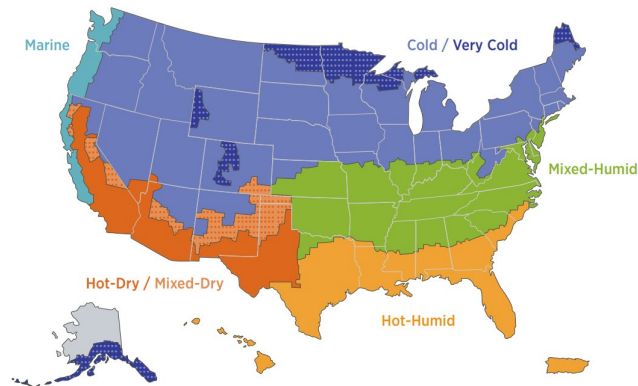 Marine
Cold / Very Cold
Mixed-Humid
Hot-Dry / Mixed-Dry
Hot-Humid